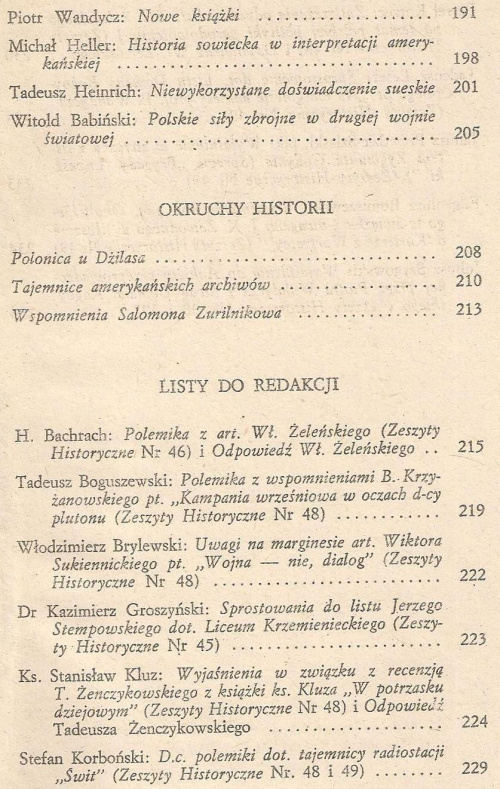 Piotr Wandycz: Nowe książki .................... 191
Michał Heller: Historia sowiecka w interpretacji amery-
kańskiej .................................. 198
Tadeusz Heinrich: Niewykorzystane doświadczenie sueskie 201
Witold Babiński: Polskie siły zbrojne w drugiej wojnie
światowej .................................. 205
OKRUCHY HISTORII
Polonica u Dżilasa ............................... 208
Tajemnice amerykańskich archiwów .................. 210
Wspomnienia Salomona Zurilnikowa ................ 213
LISTY DO REDAKCJI
H. Bachrach: Polemika z art. Wł. Żeleńskiego (Zeszyty
Historyczne Nr 46) i Odpowiedź Wł. Żeleńskiego .. 215
Tadeusz Boguszewski: Polemika z wspomnieniami B. Krzy-
żanowskiego pt. „Kampania wrześniowa w oczach d-cy
plutonu (Zeszyty Historyczne Nr 48) ............ 219
Włodzimierz Brylewski: Uwagi na marginesie art. Wiktora
Sukiennickiego pt. „Wojna — nie, dialog” (Zeszyty
Historyczne Nr 48) ........................... 222
Dr Kazimierz Groszyński: Sprostowania do listu Jerzego
Stempowskiego dot. Liceum Krzemienieckiego (Zeszy-
ty Historyczne Nr 45) ........................ 223
Ks. Stanisław Kluz: Wyjaśnienia w związku z recenzją
T. Żenczykowskiego z książki ks. Kluza „W potrzasku
dziejowym” (Zeszyty Historyczne Nr 48) i Odpowiedź
Tadeusza Żenczykowskiego .................... 224
Stefan Korboński: D.c. polemiki dot. tajemnicy radiostacji
„Świt” (Zeszyty Historyczne Nr. 48 i 49) ........ 229